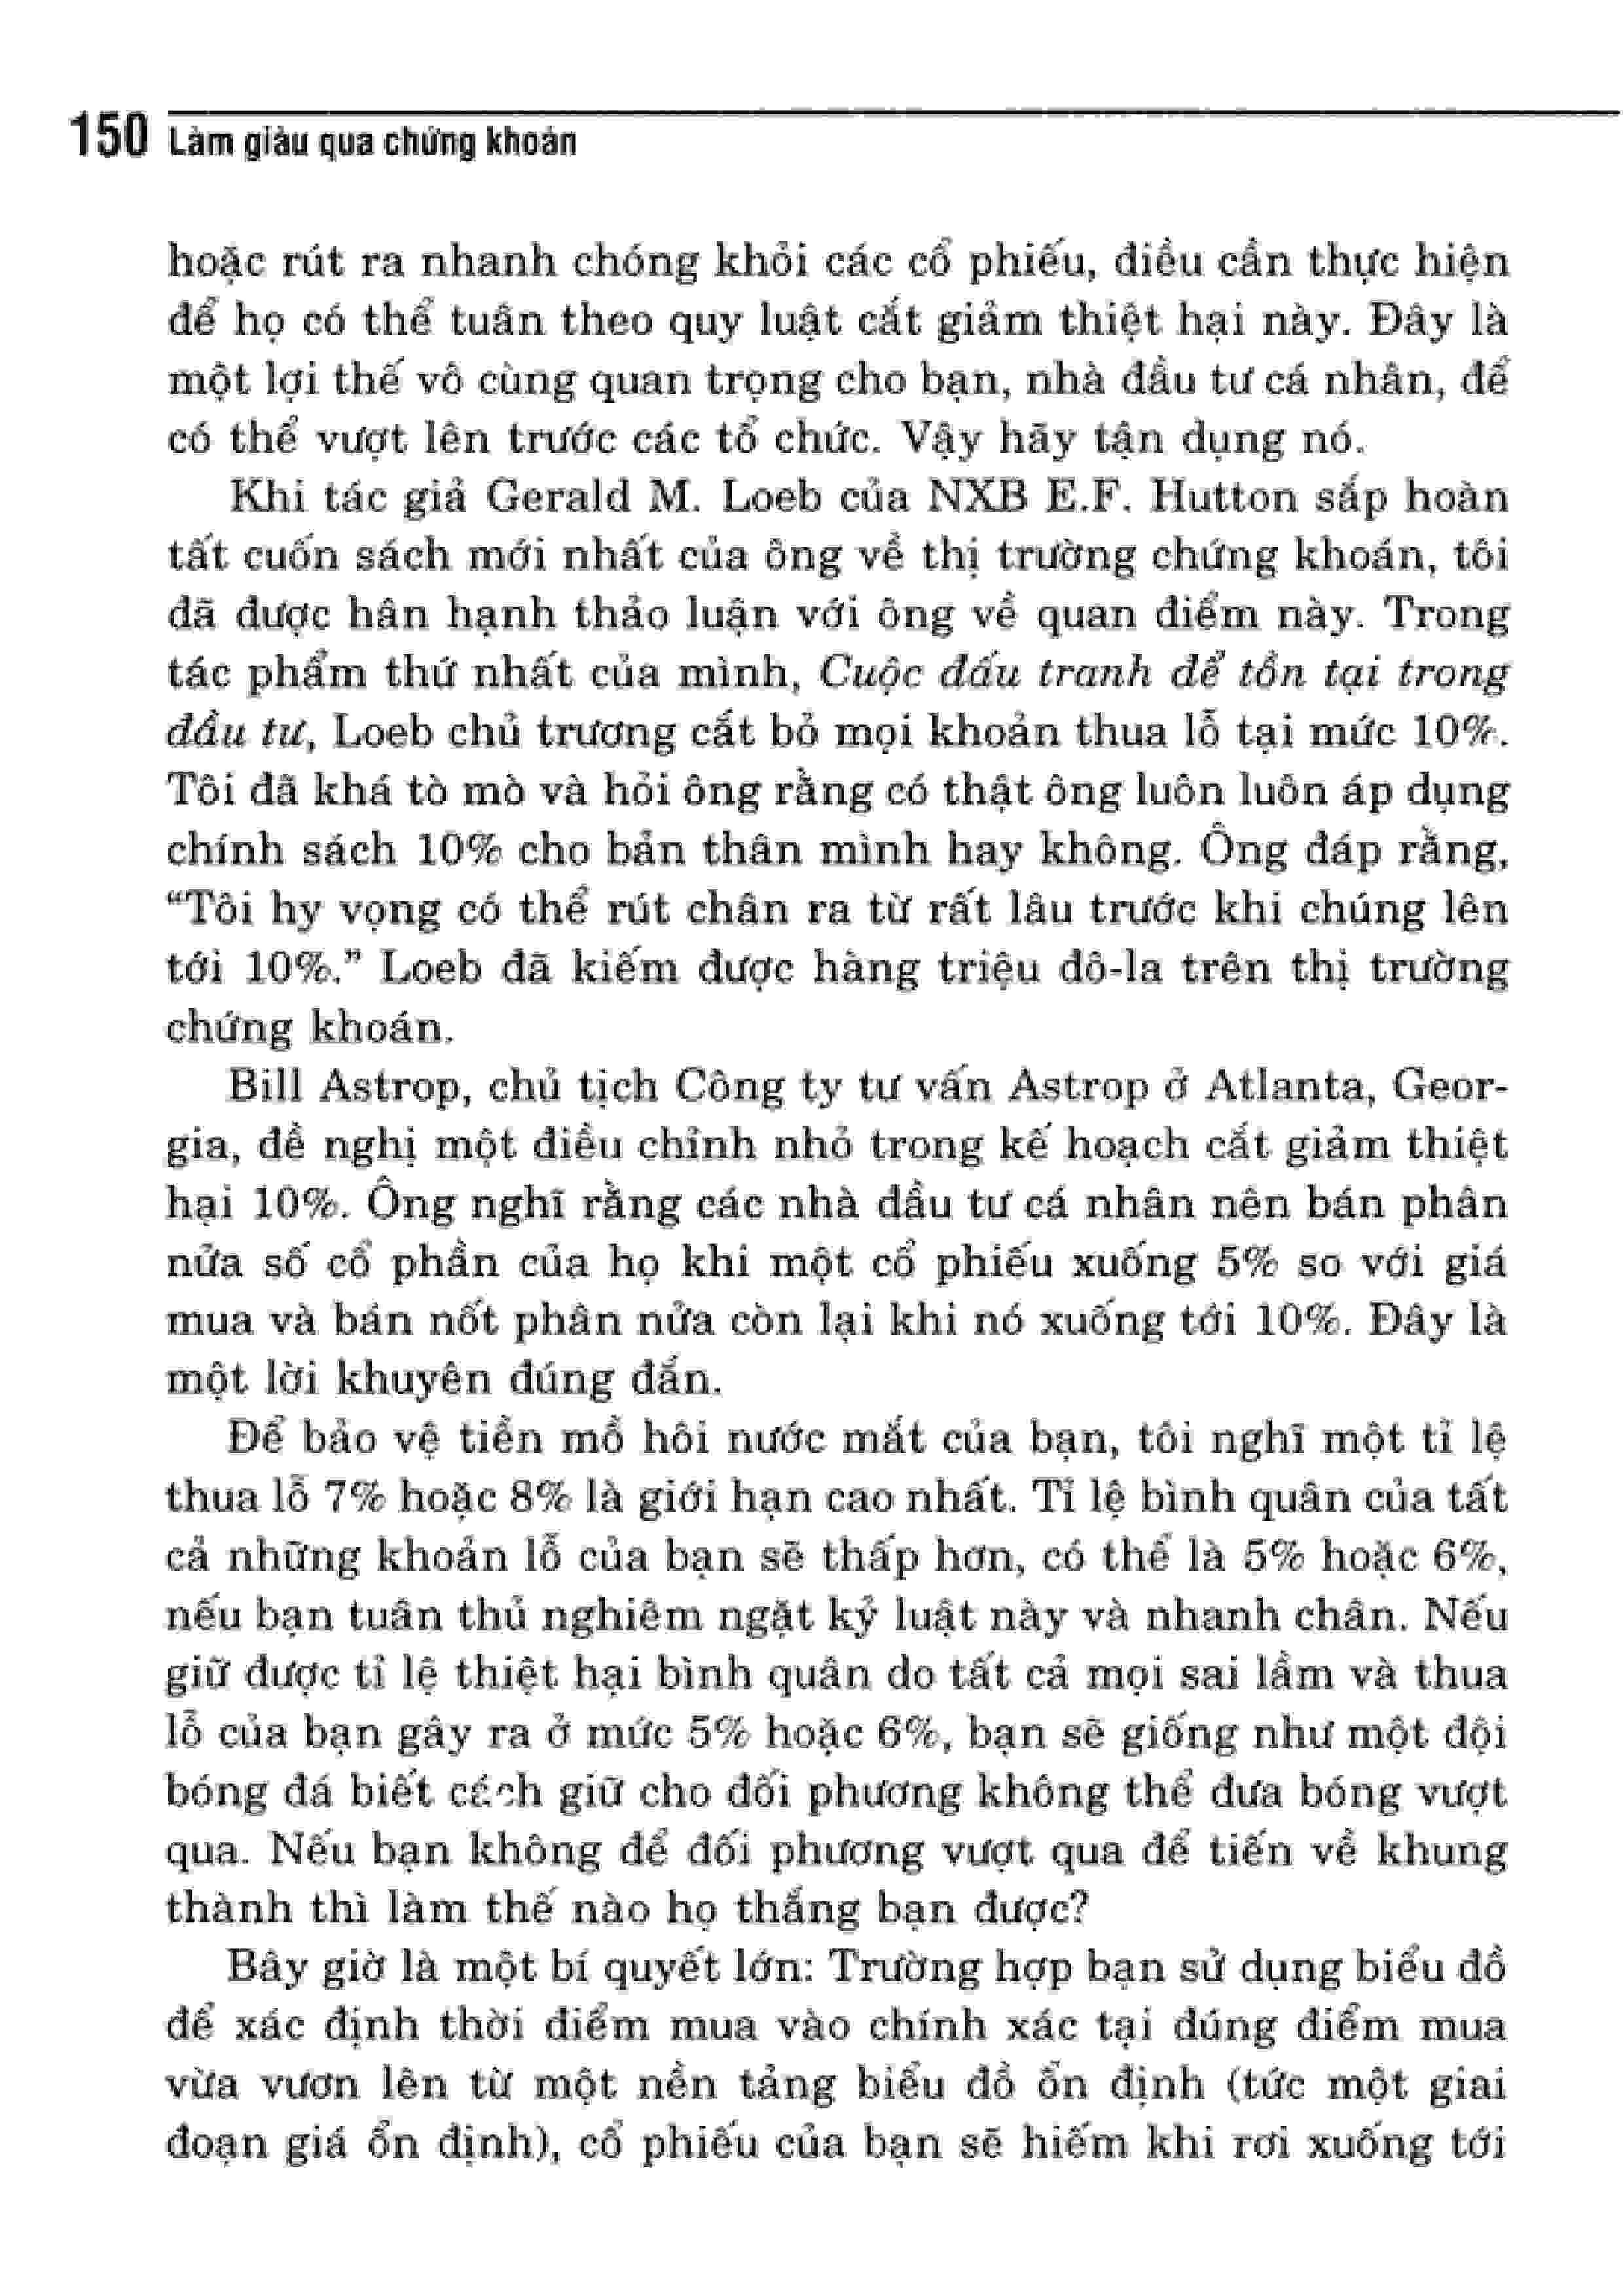 150 Làm giàu qua chứng khoán
hoặc rút ra nhanh chóng khỏi các cổ phiếu, điều cần thực hiện
để họ có thể tuân theo quy luật cắt giảm thiệt hại này. Đây là
một lợi thế vô cùng quan trọng cho bạn, nhà đầu tư cá nhân, để
có thể vượt lên trước các tổ chức. Vậy hãy tận dụng nó.
Khi tác giả Gerald M. Loeb của NXB E.F. Hutton sắp hoàn
tất cuốn sách mới nhất của ông về thị trường chứng khoán, tôi
đã được hân hạnh thảo luận với ông về quan điểm này. Trong
tác phẩm thứ nhất của mình, Cuộc đấu tranh để tồn tại trong
đầu tư, Loeb chủ trương cắt bỏ mọi khoản thua lỗ tại mức 10%.
Tôi đã khá tò mò và hỏi ông rằng có thật ông luôn luôn áp dụng
chính sách 10% cho bản thân mình hay không. Ông đáp rằng,
“Tôi hy vọng có thể rút chân ra từ rất lâu trước khi chúng lên
tới 10%.” Loeb đã kiếm được hàng triệu đô-la trên thị trường
chứng khoán.
Bill Astrop, chủ tịch Công ty tư vấn Astrop ở Atlanta, Geor-
gia, đề nghị một điều chỉnh nhỏ trong kế hoạch cắt giảm thiệt
hại 10%. Ông nghĩ rằng các nhà đầu tư cá nhân nên bán phân
nửa số cổ phần của họ khi một cổ phiếu xuống 5% so với giá
mua và bán nốt phân nửa còn lại khi nó xuống tới 10%. Đây là
một lời khuyên đúng đắn.
Để bảo vệ tiền mồ hôi nước mắt của bạn, tôi nghĩ một tỉ lệ
thua lỗ 7% hoặc 8% là giới hạn cao nhất. Tỉ lệ bình quân của tất
cả những khoản lỗ của bạn sẽ thấp hơn, có thể là 5% hoặc 6%,
nếu bạn tuân thủ nghiêm ngặt kỷ luật này và nhanh chân. Nếu
giữ được tỉ lệ thiệt hại bình quân do tất cả mọi sai lầm và thua
lỗ của bạn gây ra ở mức 5% hoặc 6%, bạn sẽ giống như một đội
bóng đá biết cách giữ cho đối phương không thể đưa bóng vượt
qua. Nếu bạn không để đối phương vượt qua để tiến về khung
thành thì làm thế nào họ thắng bạn được?
Bây giờ là một bí quyết lớn: Trường hợp bạn sử dụng biểu đồ
để xác định thời điểm mua vào chính xác tại đúng điểm mua
vừa vươn lên từ một nền tảng biểu đồ ổn định (tức một giai
đoạn giá ổn định), cổ phiếu của bạn sẽ hiếm khi rơi xuống tới